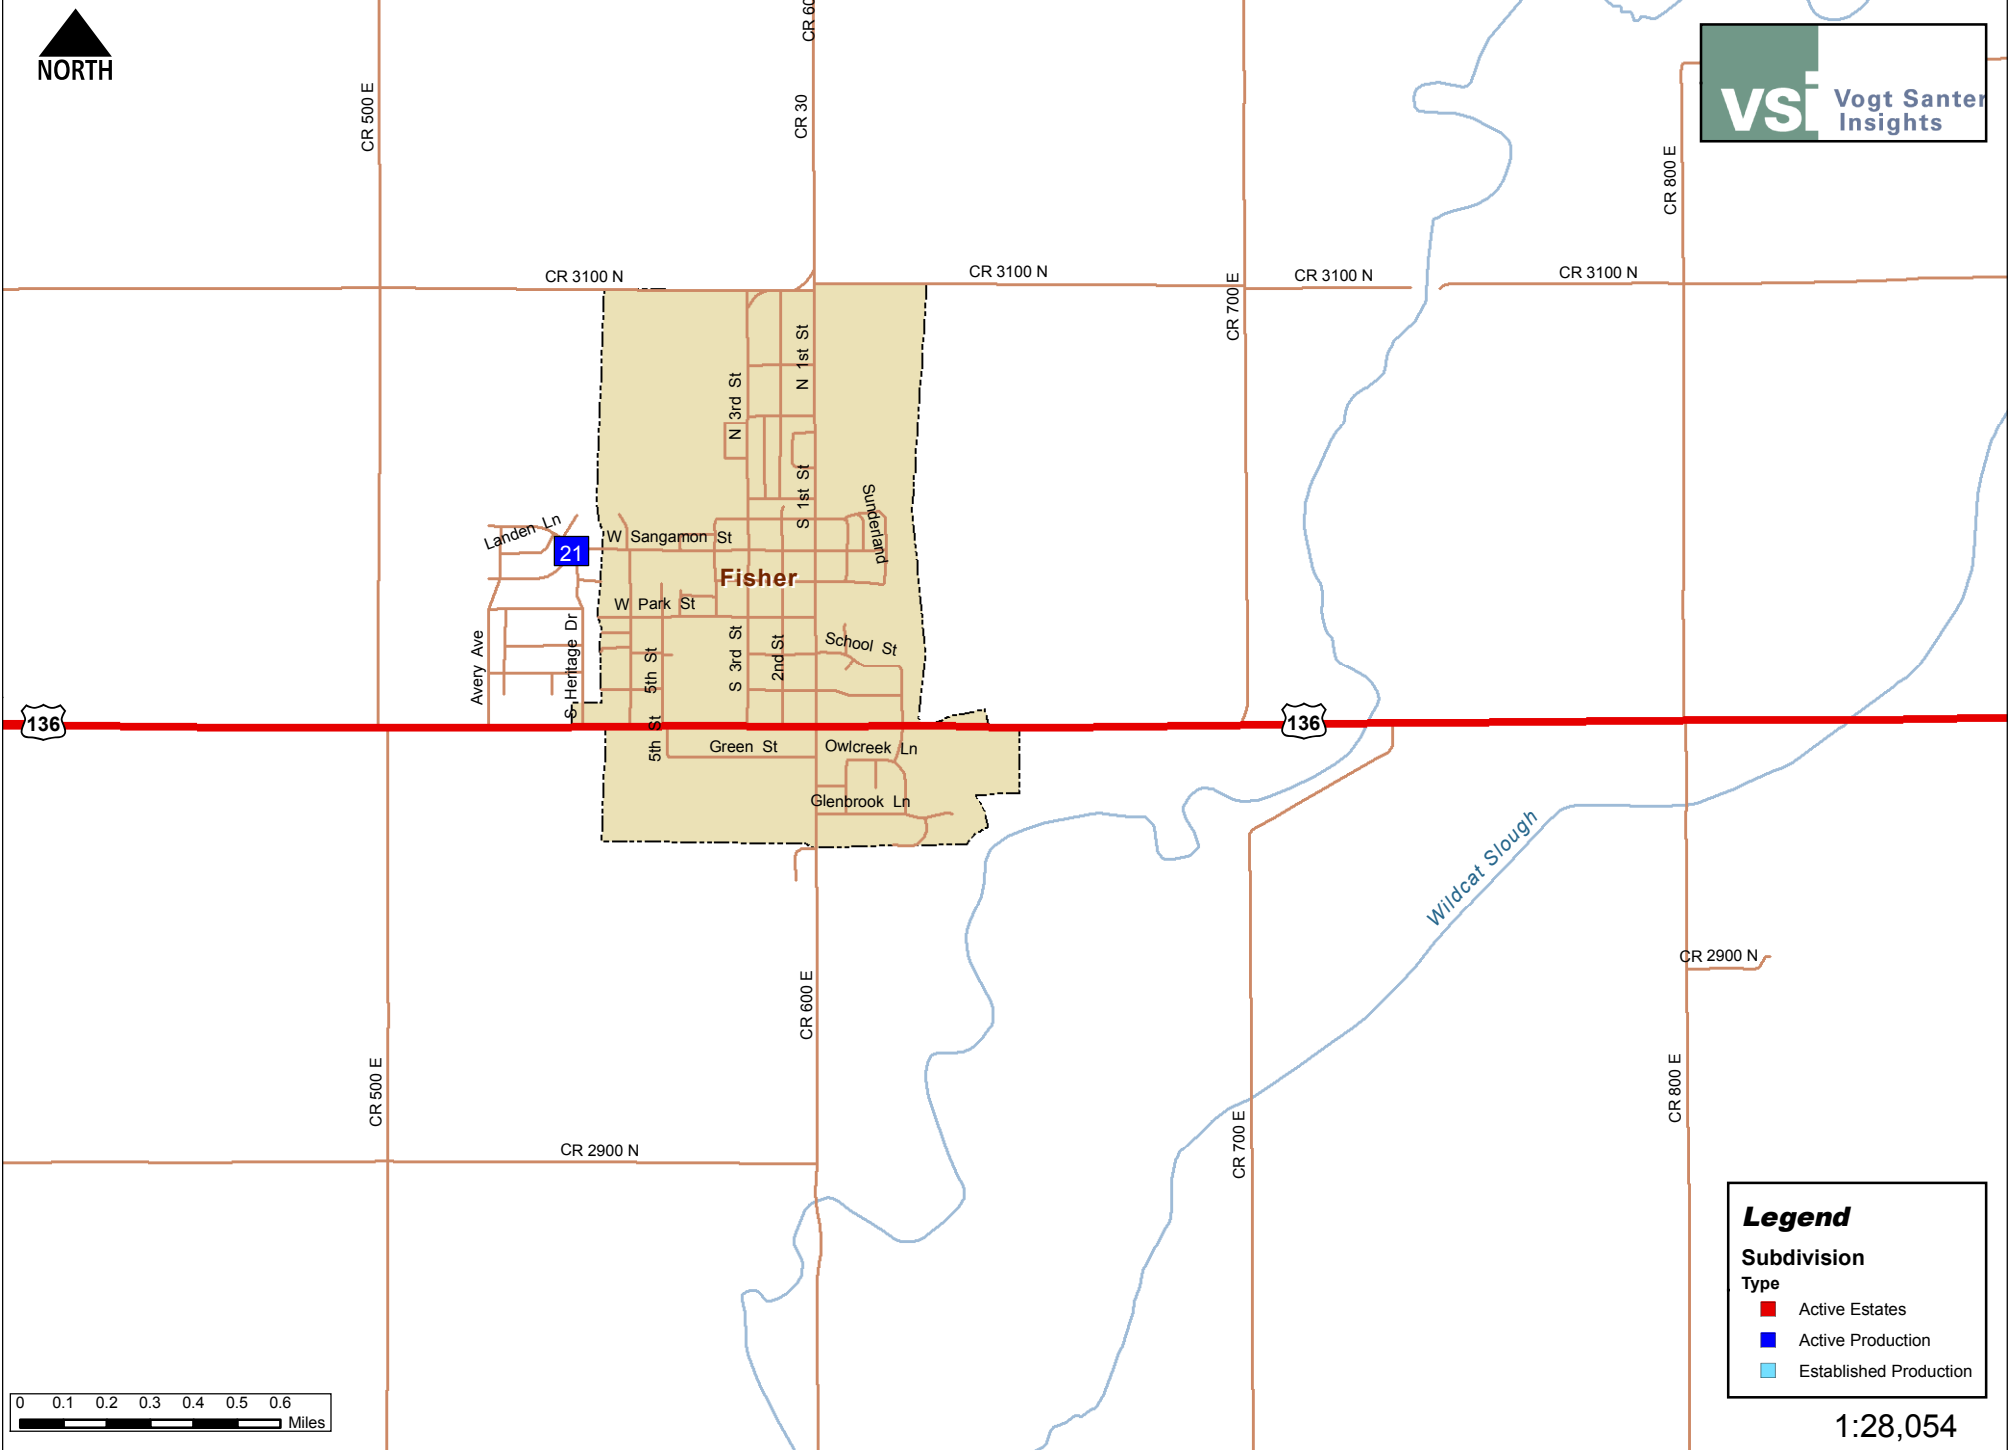 NORTH
CR 500 E
CR 60
CR 30
CR 800 E
vsi Vogt Santer
Insights
CR 3100 N
CR 3100 N
CR 700 E
CR 3100 N
CR 3100 N
N 3rd St
N 1st St
S 1st St
Sunderland
Landen Ln
21
W Sangamon St
Fisher
W Park St
Avery Ave
S Heritage Dr
5th St
S 3rd St
2nd St
School St
136
136
5th St
Green St
Owlcreek Ln
Glenbrook Ln
Wildcat Slough
CR 2900 N
CR 600 E
CR 500 E
CR 800 E
CR 700 E
CR 2900 N
Legend
Subdivision
Type
Active Estates
Active Production
Established Production
0 0.1 0.2 0.3 0.4 0.5 0.6
Miles
1:28,054